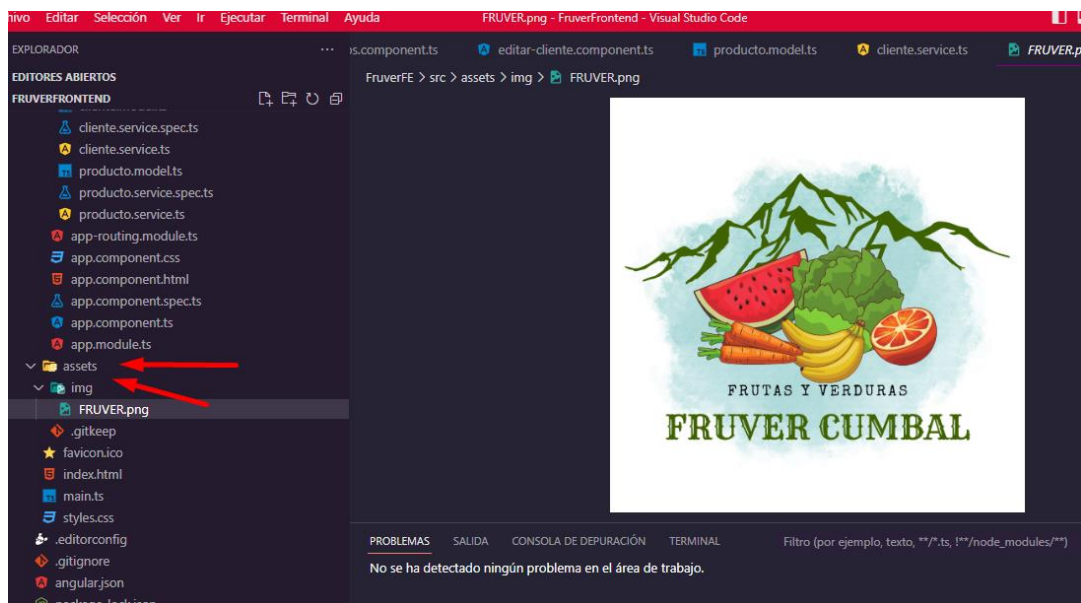 hivo Editar Selección Ver Ir Ejecutar Terminal Ayuda FRUVER.png - FruverFrontend - Visual Studio Code
EXPLORADOR
os.component.ts editar-cliente.component.ts producto.model.ts cliente.service.ts FRUVER.p
EDITORES ABIERTOS
FruverFE > src > assets > img > FRUVER.png
FRUVERFRONTEND
cliente.service.spec.ts
cliente.service.ts
producto.model.ts
producto.service.spec.ts
producto.service.ts
app-routing.module.ts
app.component.css
app.component.html
app.component.spec.ts
app.component.ts
app.module.ts
assets
img
FRUVER.png
.gitkeep
favicon.ico
index.html
main.ts
styles.css
.editorconfig
.gitignore
angular.json
FRUTAS Y VERDURAS
FRUVER CUMBAL
PROBLEMAS SALIDA CONSOLA DE DEPURACIÓN TERMINAL Filtro (por ejemplo, texto, **/*.ts, !**/node_modules/**)
No se ha detectado ningún problema en el área de trabajo.